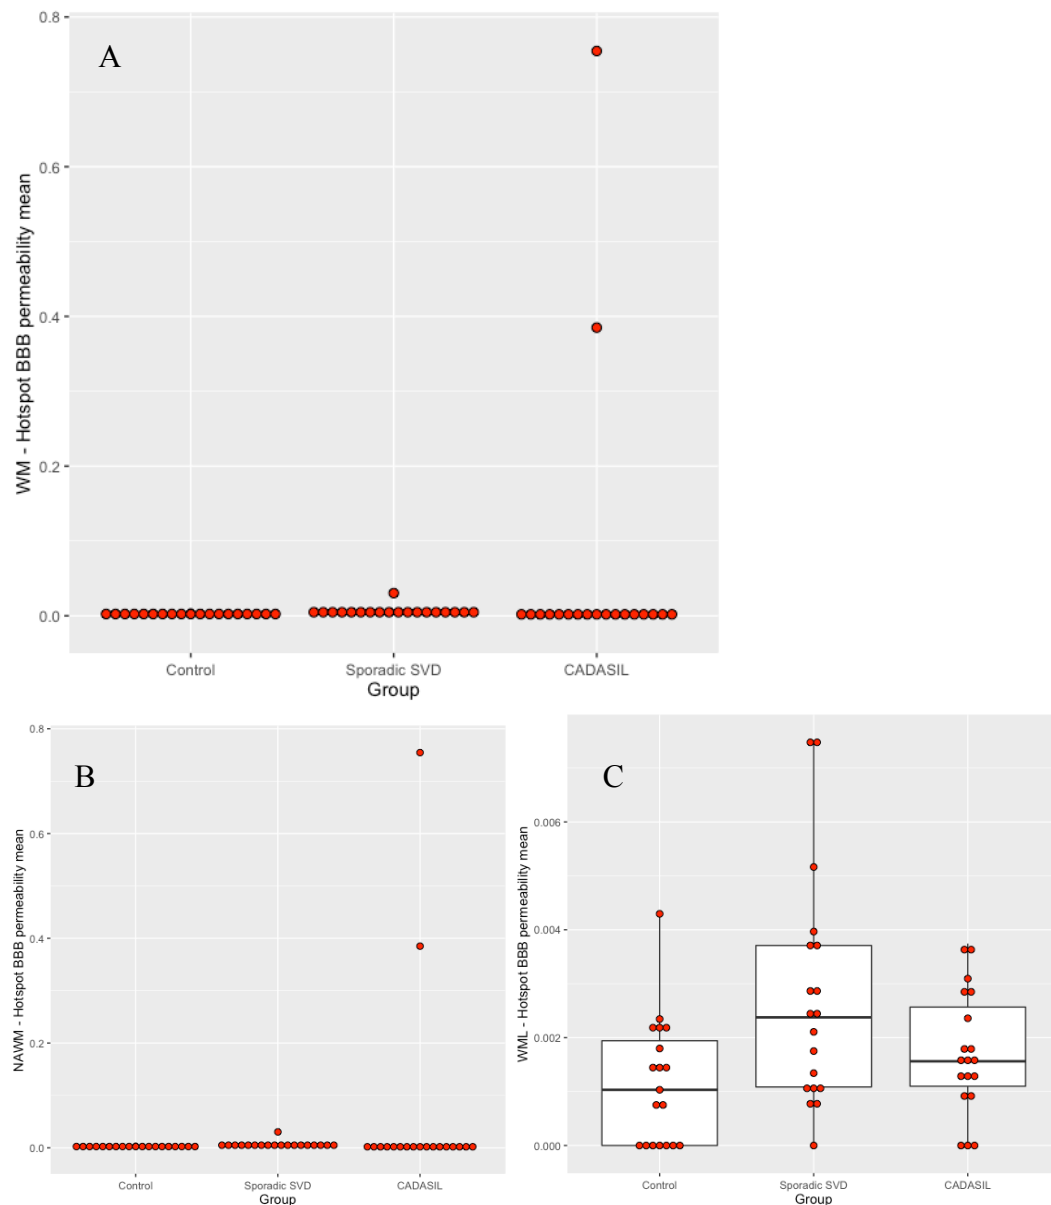 A
WM - Hotspot BBB permeability mean
0.8
0.6
0.4
0.2
0.0
Control
Sporadic SVD
CADASIL
Group
B
NAWM - Hotspot BBB permeability mean
0.8
0.6
0.4
0.2
0.0
Control
Sporadic SVD
CADASIL
Group
C
WML - Hotspot BBB permeability mean
0.006
0.004
0.002
0.000
Control
Sporadic SVD
CADASIL
Group